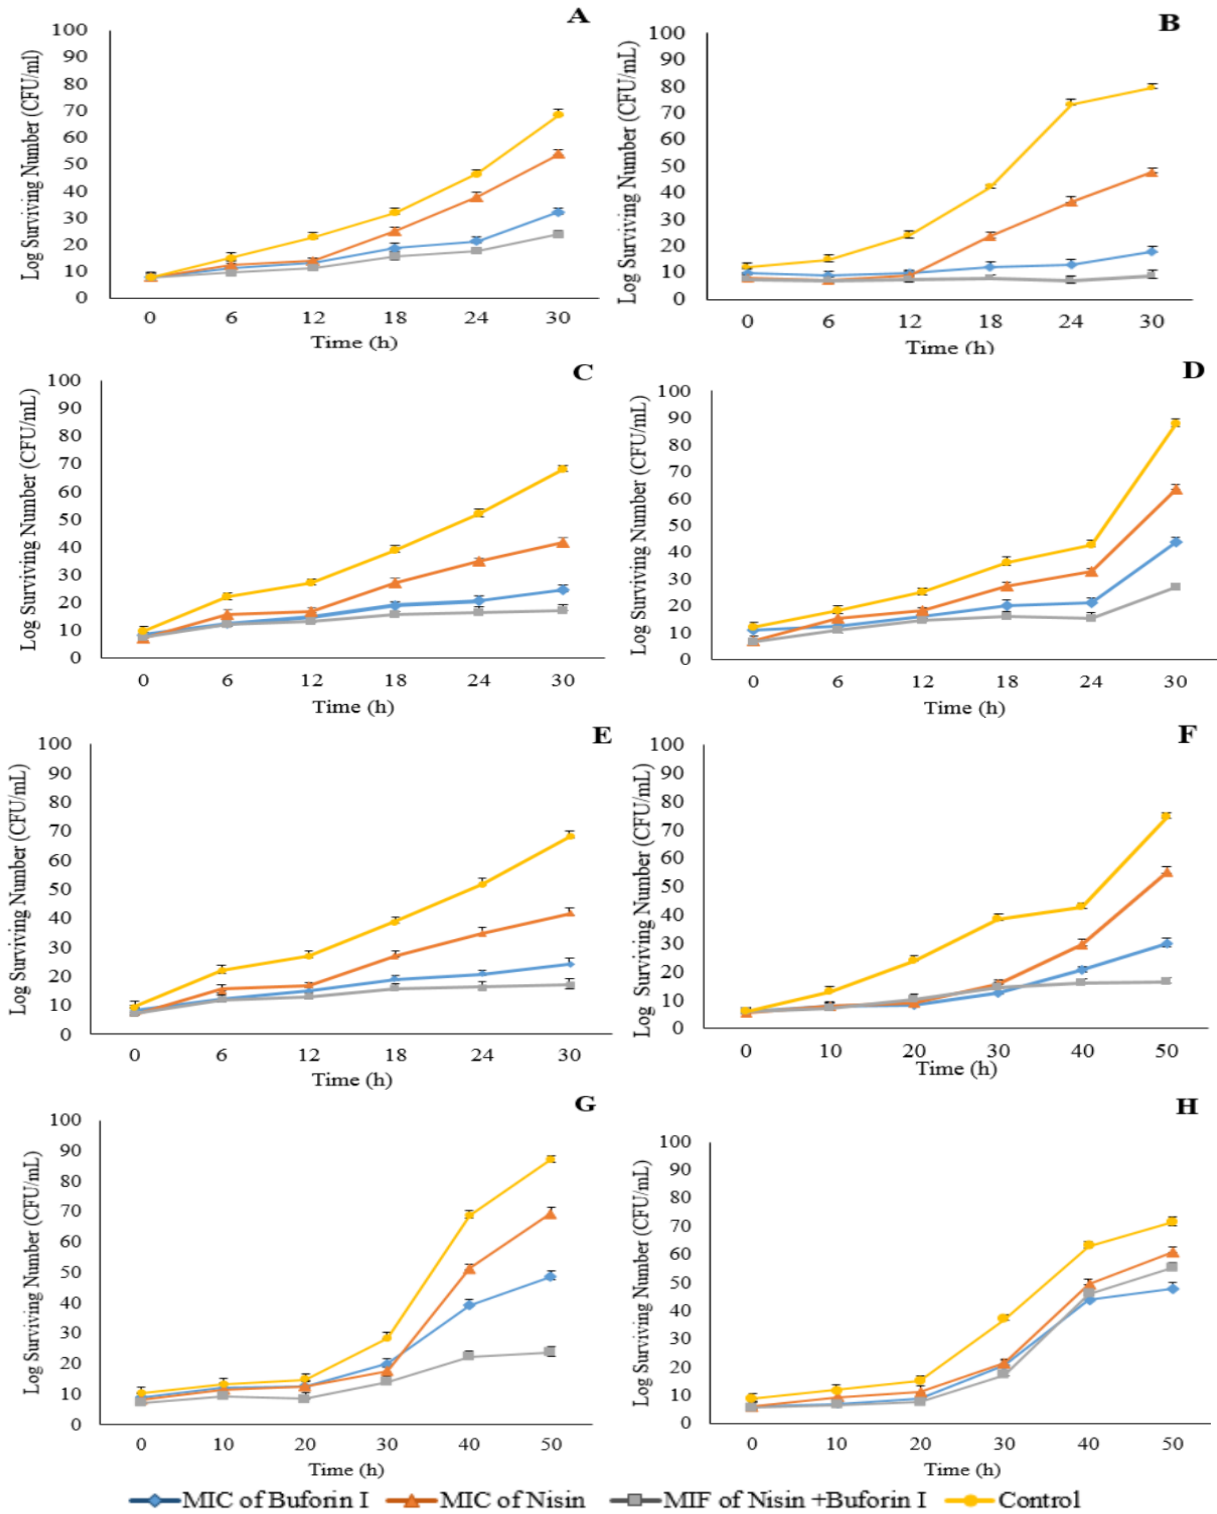 A
Log Surviving Number (CFU/ml)
100
90
80
70
60
50
40
30
20
10
0
0 6 12 18 24 30
Time (h)
B
Log Surviving Number (CFU/mL)
100
90
80
70
60
50
40
30
20
10
0
0 6 12 18 24 30
Time (h)
C
Log Surviving Number (CFU/mL)
100
90
80
70
60
50
40
30
20
10
0
0 6 12 18 24 30
Time (h)
D
Log Surviving Number (CFU/mL)
100
90
80
70
60
50
40
30
20
10
0
0 6 12 18 24 30
Time (h)
E
Log Surviving Number (CFU/mL)
100
90
80
70
60
50
40
30
20
10
0
0 6 12 18 24 30
Time (h)
F
Log Surviving Number (CFU/mL)
100
90
80
70
60
50
40
30
20
10
0
0 10 20 30 40 50
Time (h)
G
Log Surviving Number (CFU/mL)
100
90
80
70
60
50
40
30
20
10
0
0 10 20 30 40 50
Time (h)
H
Log Surviving Number (CFU/mL)
100
90
80
70
60
50
40
30
20
10
0
0 10 20 30 40 50
Time (h)
MIC of Buforin I MIC of Nisin MIF of Nisin +Buforin I Control